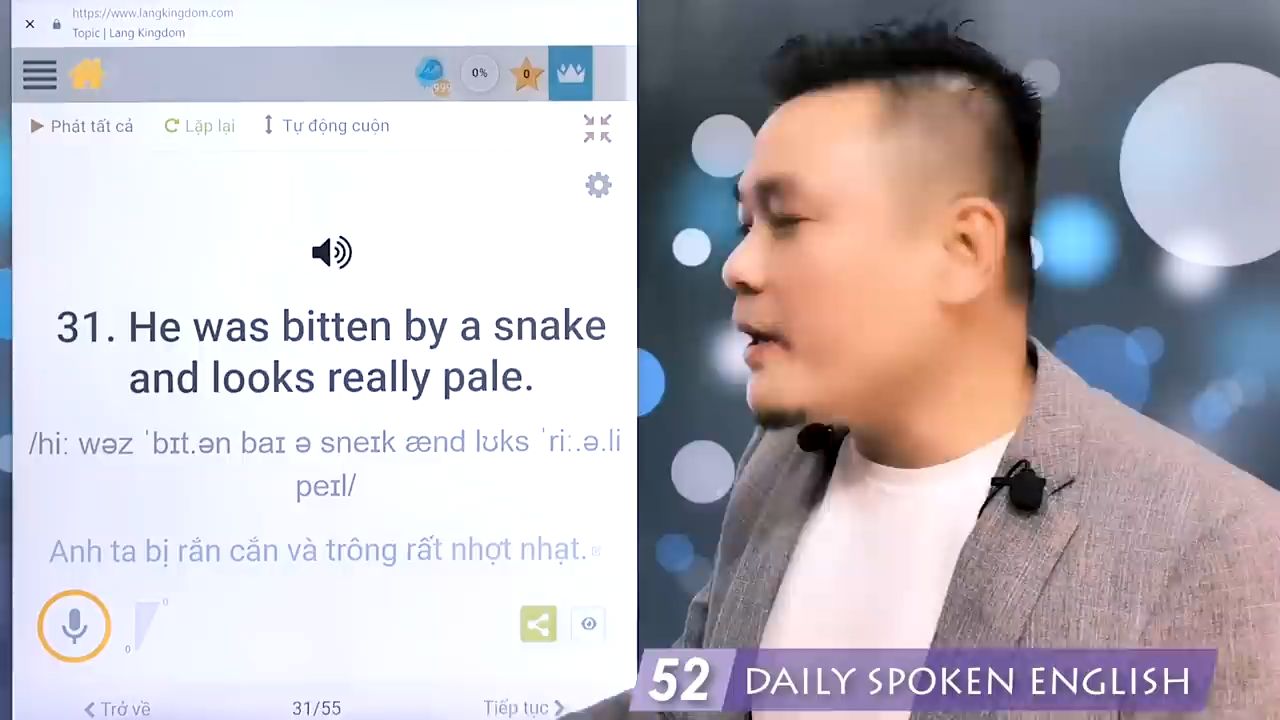 https://www.langkingdom.com
Topic | Lang Kingdom
999
0%
0
Phát tất cả
Lặp lại
Tự động cuộn
31. He was bitten by a snake
and looks really pale.
/hiː wəz ˈbɪt.ən baɪ ə sneɪk ænd lʊks ˈriː.ə.li
peɪl/
Anh ta bị rắn cắn và trông rất nhợt nhạt.
0
0
Trở về
31/55
Tiếp tục
52
DAILY SPOKEN ENGLISH